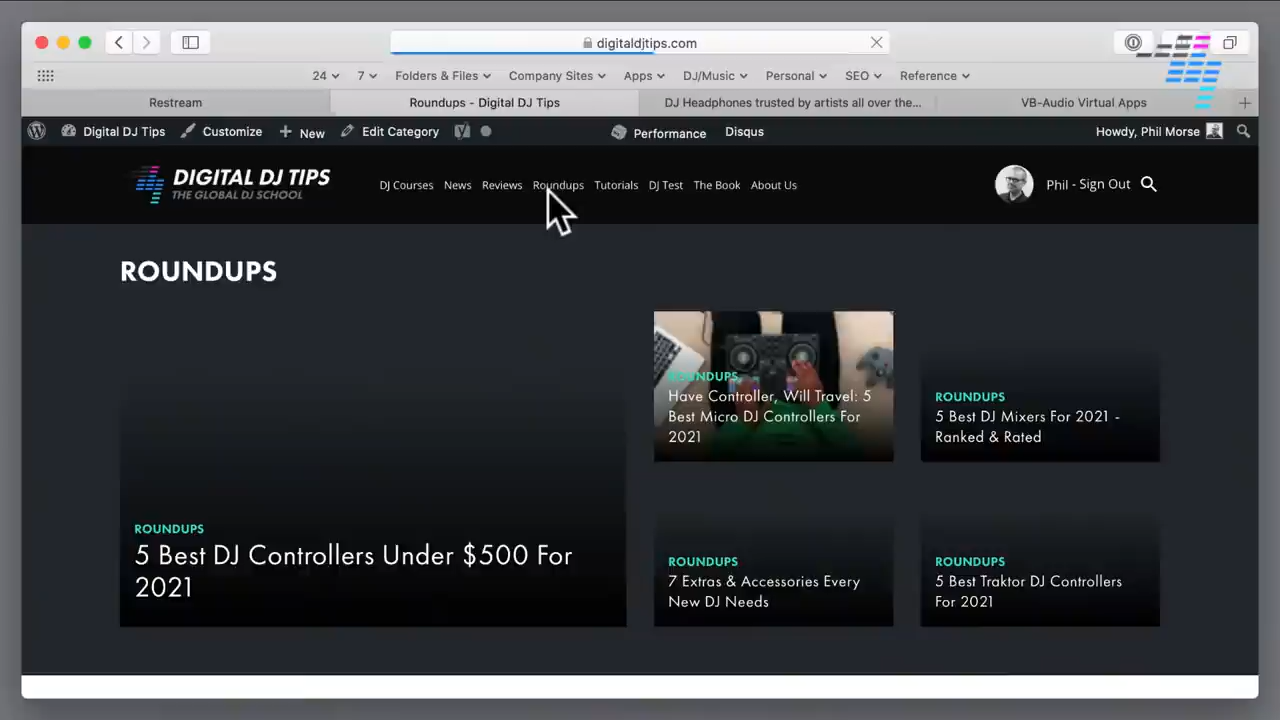 digitaldjtips.com
24 7 Folders & Files Company Sites Apps DJ/Music Personal SEO Reference
Restream Roundups - Digital DJ Tips DJ Headphones trusted by artists all over the... VB-Audio Virtual Apps
Digital DJ Tips Customize New Edit Category Performance Disqus Howdy, Phil Morse
DIGITAL DJ TIPS
THE GLOBAL DJ SCHOOL
DJ Courses News Reviews Roundups Tutorials DJ Test The Book About Us
Phil - Sign Out
ROUNDUPS
ROUNDUPS
5 Best DJ Controllers Under $500 For
2021
ROUNDUPS
Have Controller, Will Travel: 5
Best Micro DJ Controllers For
2021
ROUNDUPS
5 Best DJ Mixers For 2021 -
Ranked & Rated
ROUNDUPS
7 Extras & Accessories Every
New DJ Needs
ROUNDUPS
5 Best Traktor DJ Controllers
For 2021